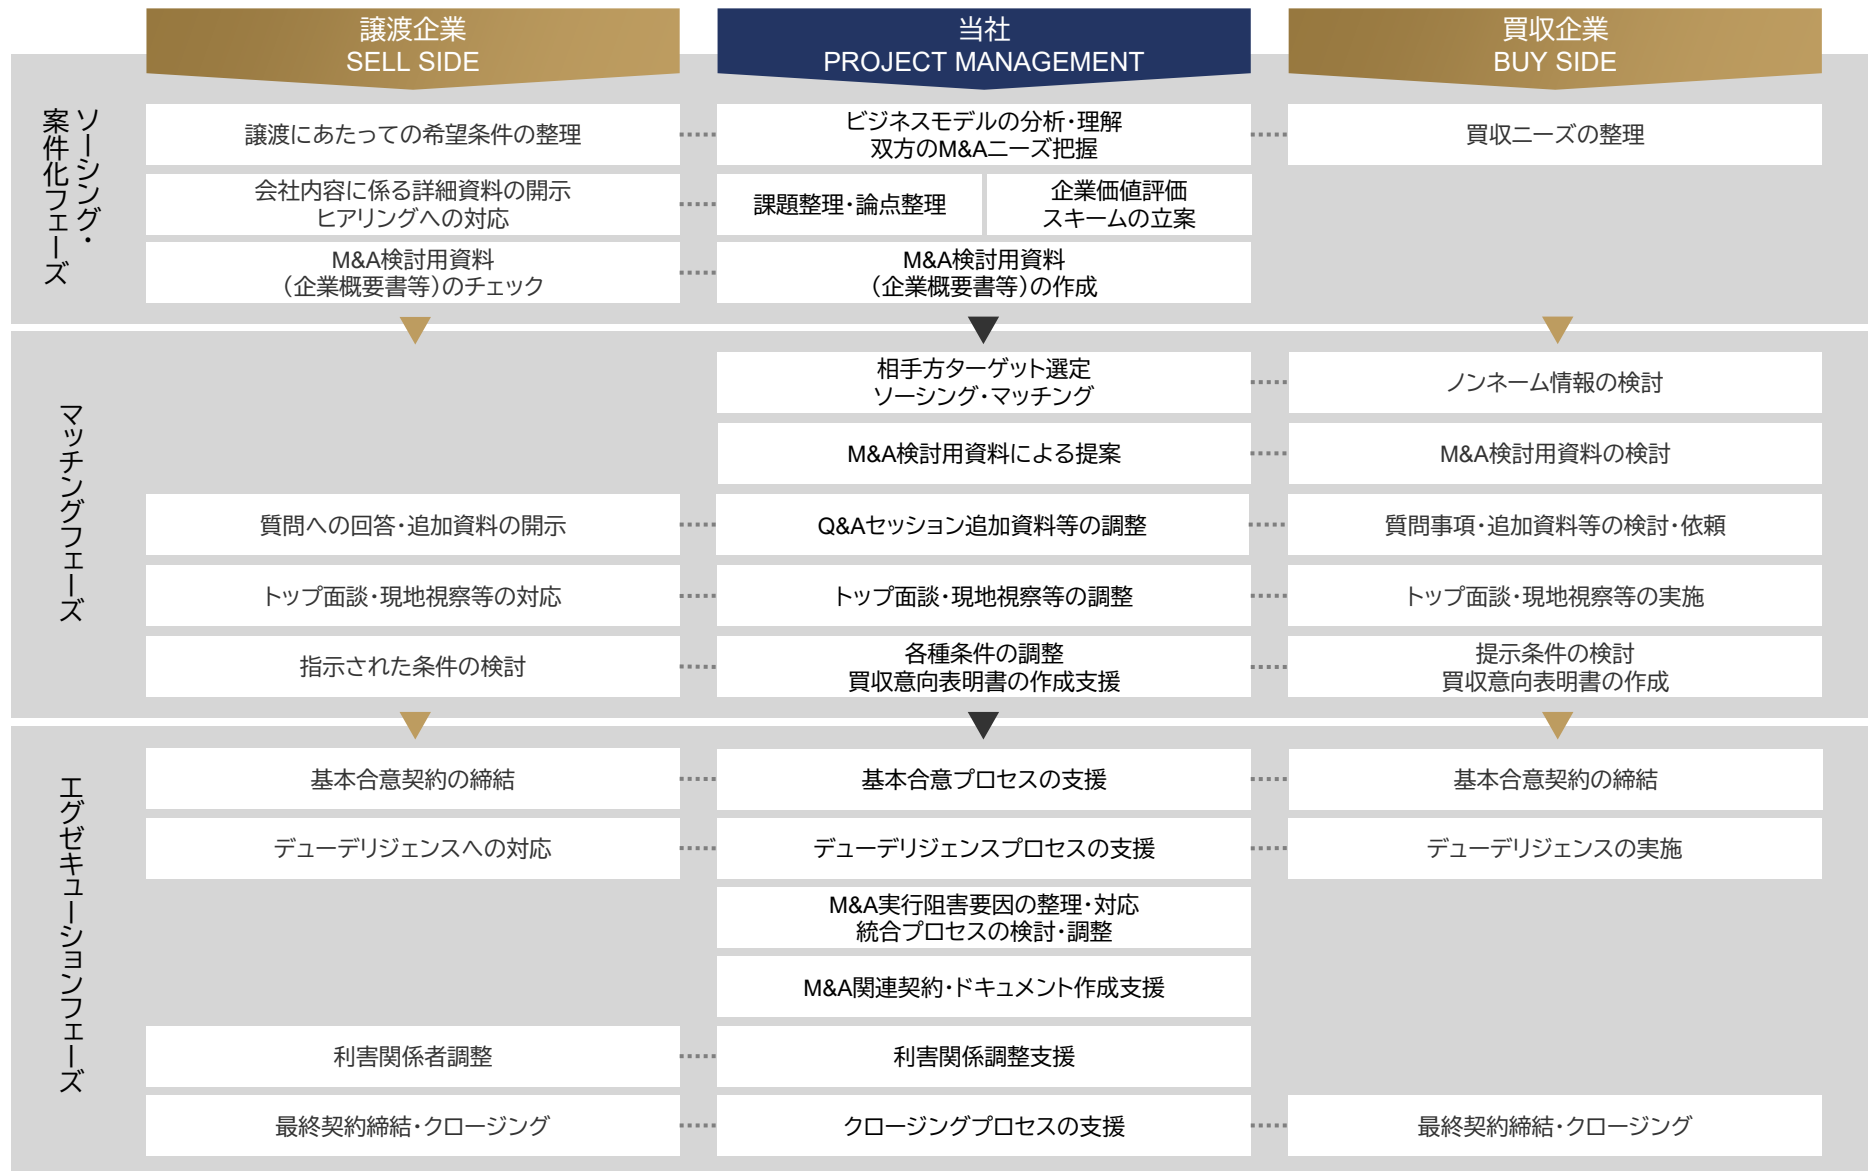 譲渡企業
SELL SIDE
当社
PROJECT MANAGEMENT
買収企業
BUY SIDE
ソーシング・
案件化フェーズ
譲渡にあたっての希望条件の整理
ビジネスモデルの分析・理解
双方のM&Aニーズ把握
買収ニーズの整理
会社内容に係る詳細資料の開示
ヒアリングへの対応
課題整理・論点整理
企業価値評価
スキームの立案
M&A検討用資料
（企業概要書等）のチェック
M&A検討用資料
（企業概要書等）の作成
マッチングフェーズ
相手方ターゲット選定
ソーシング・マッチング
ノンネーム情報の検討
M&A検討用資料による提案
M&A検討用資料の検討
質問への回答・追加資料の開示
Q&Aセッション追加資料等の調整
質問事項・追加資料等の検討・依頼
トップ面談・現地視察等の対応
トップ面談・現地視察等の調整
トップ面談・現地視察等の実施
指示された条件の検討
各種条件の調整
買収意向表明書の作成支援
提示条件の検討
買収意向表明書の作成
エグゼキューションフェーズ
基本合意契約の締結
基本合意プロセスの支援
基本合意契約の締結
デューデリジェンスへの対応
デューデリジェンスプロセスの支援
デューデリジェンスの実施
M&A実行阻害要因の整理・対応
統合プロセスの検討・調整
M&A関連契約・ドキュメント作成支援
利害関係者調整
利害関係調整支援
最終契約締結・クロージング
クロージングプロセスの支援
最終契約締結・クロージング